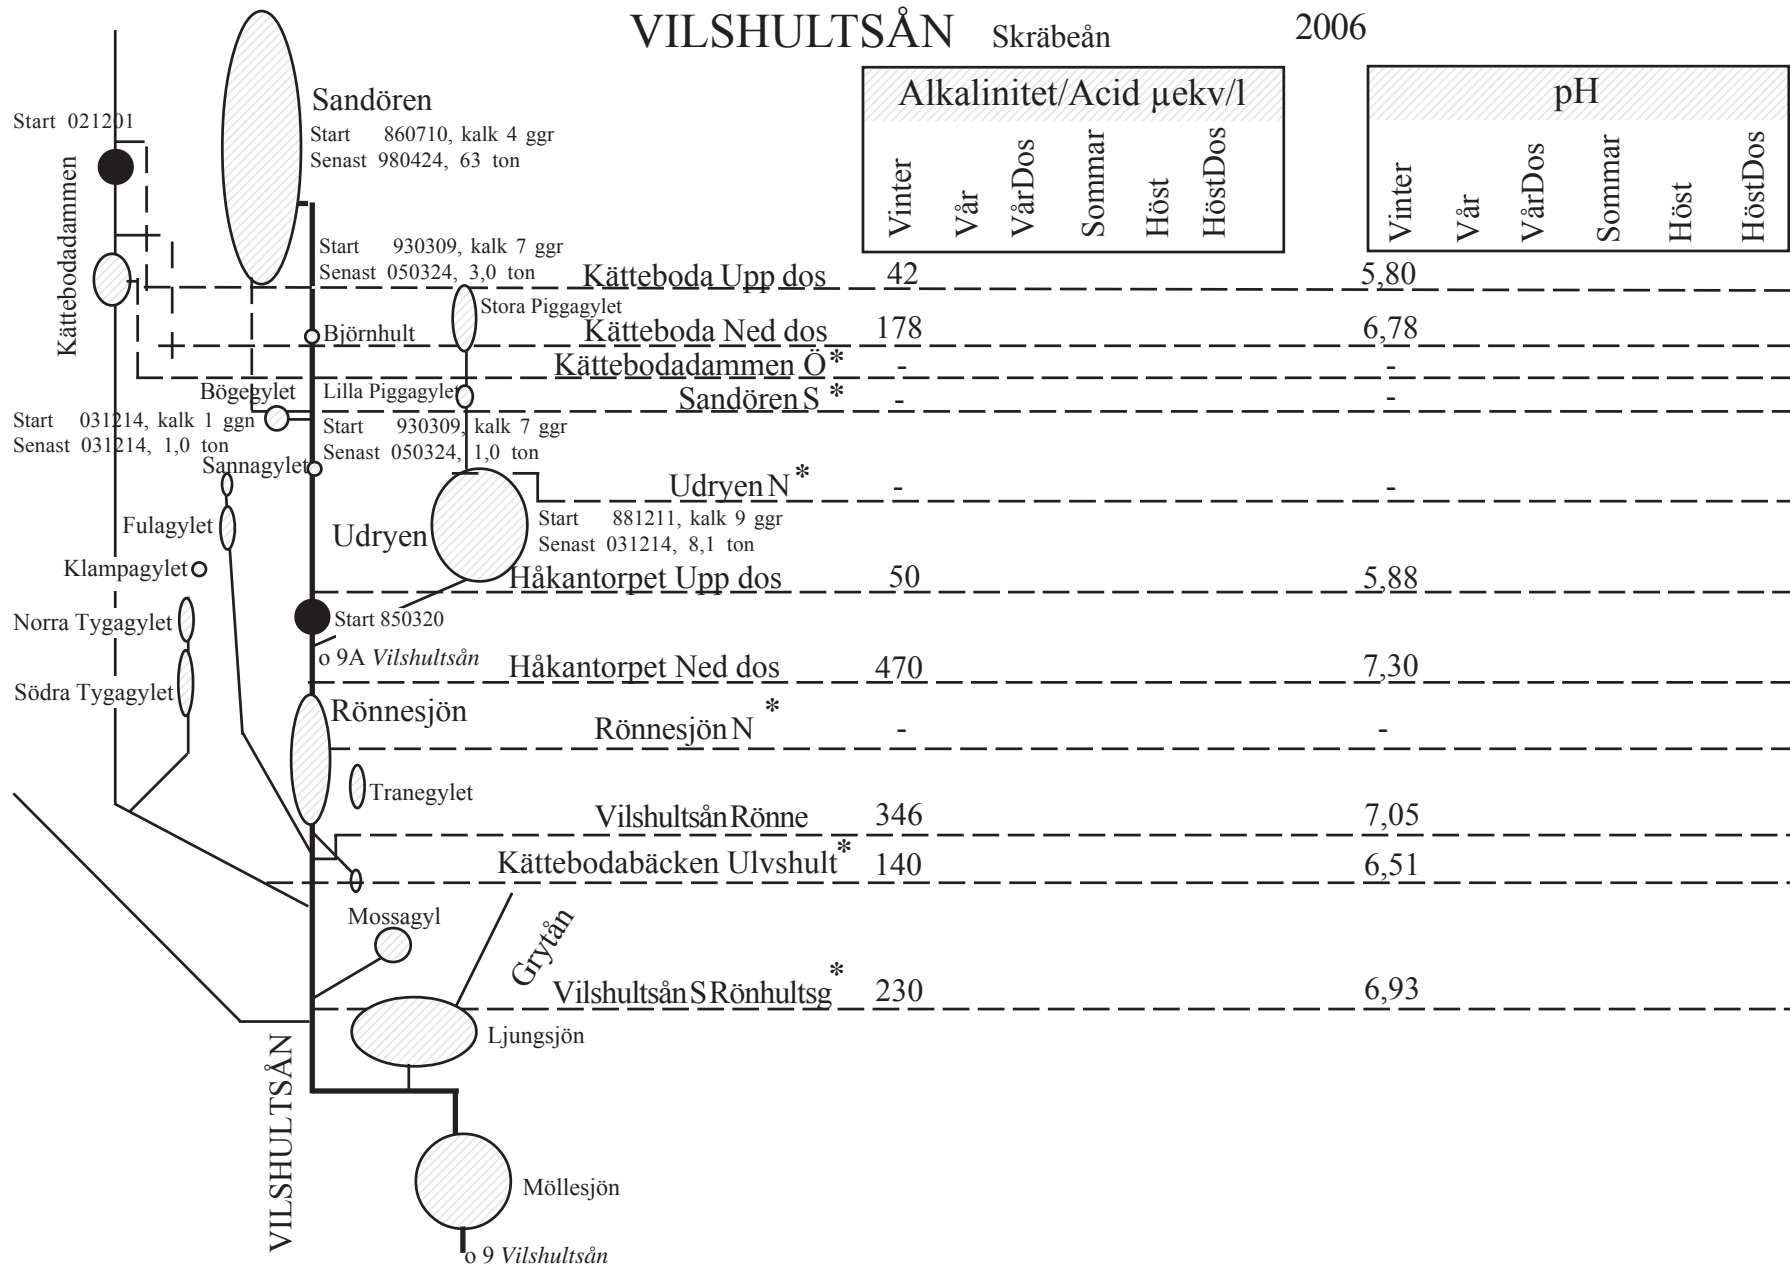 VILSHULTSÅN Skräbeån 2006
Alkalinitet/Acid µekv/l pH
Vinter Vår VårDos Sommar Höst HöstDos Vinter Vår VårDos Sommar Höst HöstDos
Sandören
Start 860710, kalk 4 ggr
Senast 980424, 63 ton
Start 021201
Kättebodadammen
Start 930309, kalk 7 ggr
Senast 050324, 3,0 ton
Kätteboda Upp dos 42 5,80
Stora Piggagylet
Björnhult
Kätteboda Ned dos 178 6,78
Kättebodadammen Ö* - -
Bögegylet
Lilla Piggagylet
Sandören S * - -
Start 031214, kalk 1 ggn
Senast 031214, 1,0 ton
Start 930309, kalk 7 ggr
Senast 050324, 1,0 ton
Sannagylet
Udryen N* - -
Fulagylet
Udryen
Start 881211, kalk 9 ggr
Senast 031214, 8,1 ton
Klampagylet
Håkantorpet Upp dos 50 5,88
Norra Tygagylet
Start 850320
o 9A Vilshultsån
Håkantorpet Ned dos 470 7,30
Södra Tygagylet
Rönnesjön
Rönnesjön N * - -
Tranegylet
Vilshultsån Rönne 346 7,05
Kättebodabäcken Ulvshult* 140 6,51
Mossagyl
Grytån
Vilshultsån S Rönhultsg* 230 6,93
Ljungsjön
VILSHULTSÅN
Möllesjön
o 9 Vilshultsån